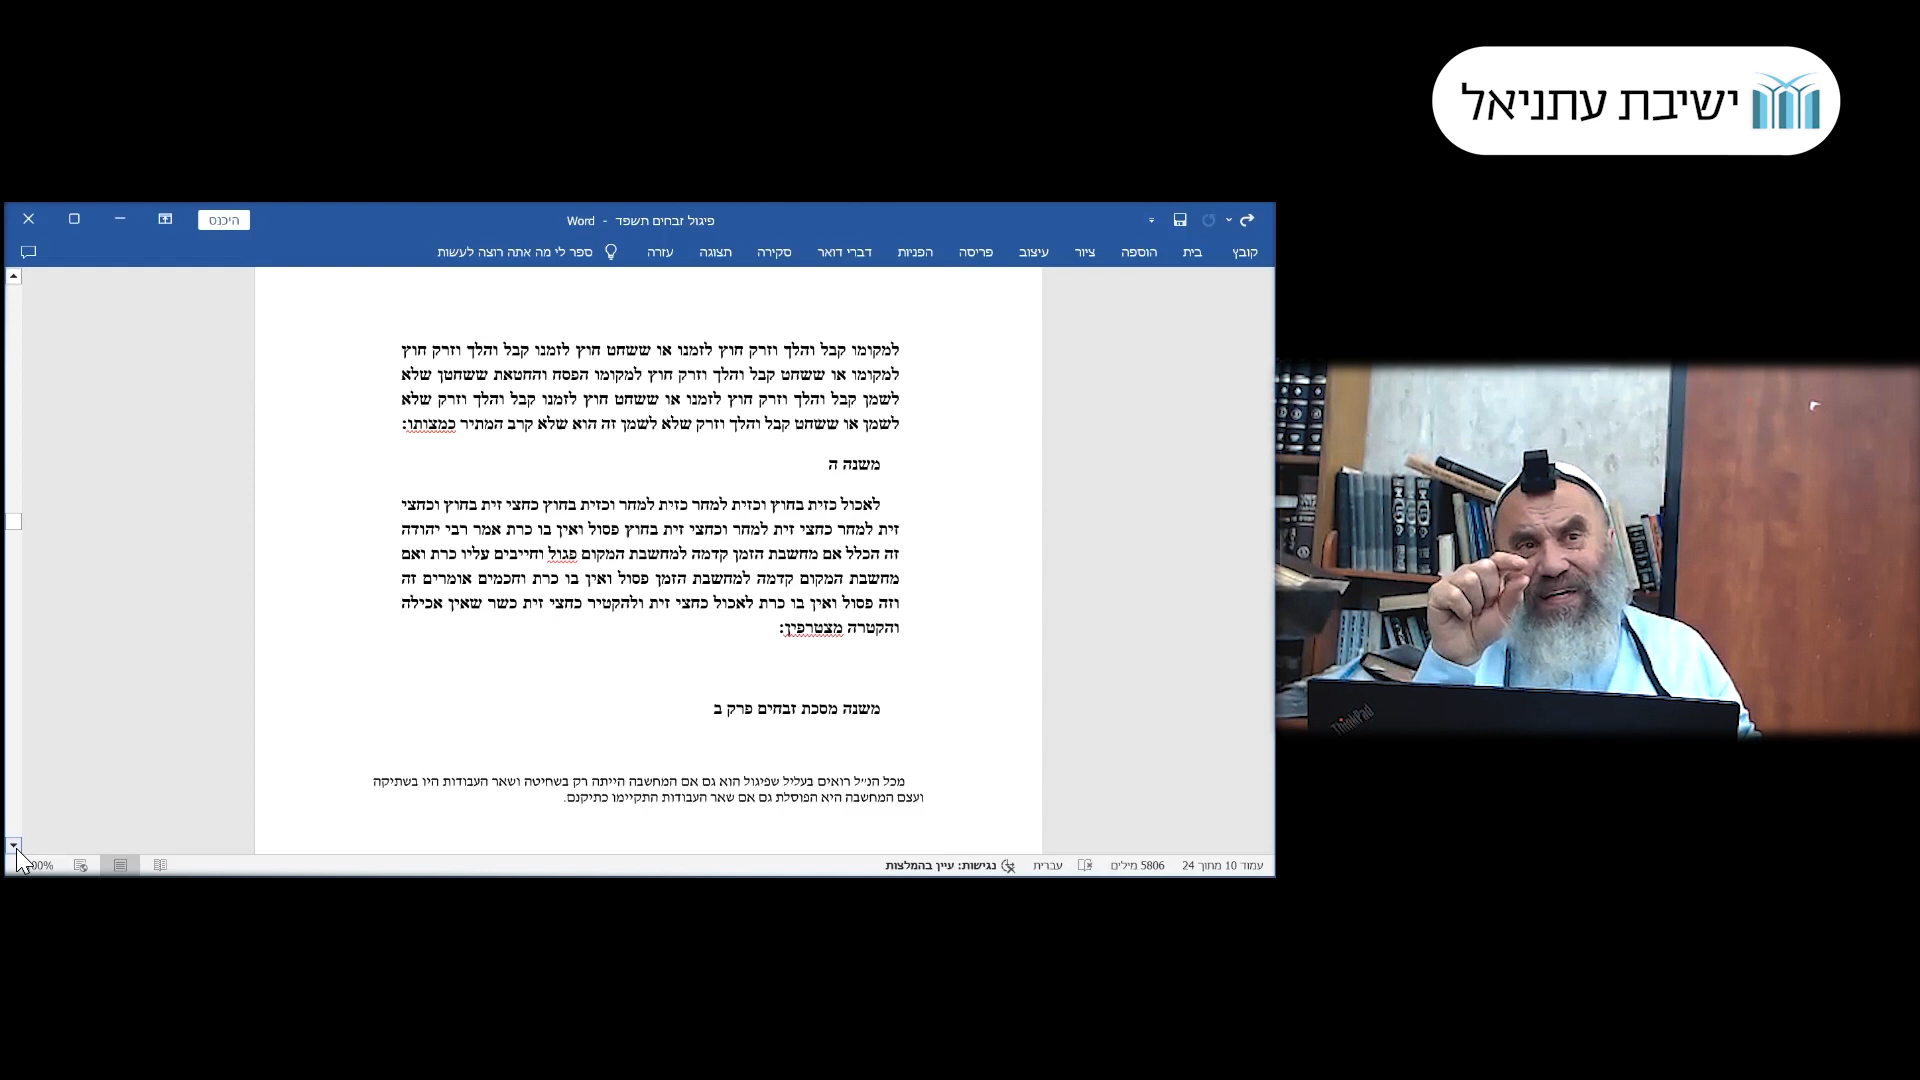 ישיבת עתניאל
היכנס
פיגול זבחים תשפד - Word
קובץ בית הוספה ציור עיצוב פריסה הפניות דברי דואר סקירה תצוגה עזרה ספר לי מה אתה רוצה לעשות
למקומו קבל והלך וזרק חוץ לזמנו או ששחט חוץ לזמנו קבל והלך וזרק חוץ
למקומו או ששחט קבל והלך וזרק חוץ למקומו הפסח והחטאת ששחטן שלא
לשמן קבל והלך וזרק חוץ לזמנו או ששחט חוץ לזמנו קבל והלך וזרק שלא
לשמן או ששחט קבל והלך וזרק שלא לשמן זה הוא שלא קרב המתיר כמצותו:
משנה ה
לאכול כזית בחוץ וכזית למחר כזית למחר וכזית בחוץ כחצי זית בחוץ וכחצי
זית למחר כחצי זית למחר וכחצי זית בחוץ פסול ואין בו כרת אמר רבי יהודה
זה הכלל אם מחשבת הזמן קדמה למחשבת המקום פגול וחייבים עליו כרת ואם
מחשבת המקום קדמה למחשבת הזמן פסול ואין בו כרת וחכמים אומרים זה
וזה פסול ואין בו כרת לאכול כחצי זית ולהקטיר כחצי זית כשר שאין אכילה
והקטרה מצטרפין:
משנה מסכת זבחים פרק ב
מכל הנ״ל רואים בעליל שפיגול הוא גם אם המחשבה הייתה רק בשחיטה ושאר העבודות היו בשתיקה
ועצם המחשבה היא הפוסלת גם אם שאר העבודות התקיימו כתיקנם.
עמוד 10 מתוך 24 5806 מילים עברית נגישות: עיין בהמלצות
ThinkPad